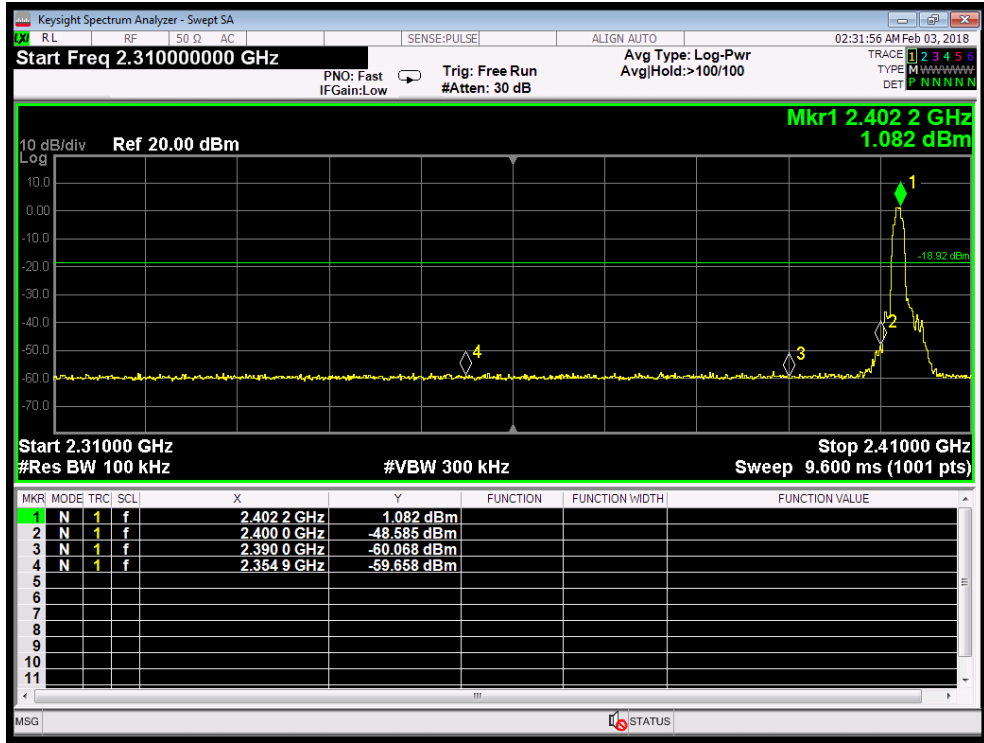 Keysight Spectrum Analyzer - Swept SA
LXI RL RF 50 Ω AC SENSE:PULSE ALIGN AUTO 02:31:56 AM Feb 03, 2018
Start Freq 2.310000000 GHz
PNO: Fast
IFGain:Low
Trig: Free Run
#Atten: 30 dB
Avg Type: Log-Pwr
Avg|Hold:>100/100
TRACE 1 2 3 4 5 6
TYPE M WWWWW
DET P N N N N N
Mkr1 2.402 2 GHz
1.082 dBm
10 dB/div Ref 20.00 dBm
Log
10.0
0.00
-10.0
-20.0
-30.0
-40.0
-50.0
-60.0
-70.0
1
-18.92 dBm
2
3
4
Start 2.31000 GHz Stop 2.41000 GHz
#Res BW 100 kHz #VBW 300 kHz Sweep 9.600 ms (1001 pts)
MKR MODE TRC SCL X Y FUNCTION FUNCTION WIDTH FUNCTION VALUE
1 N 1 f 2.402 2 GHz 1.082 dBm
2 N 1 f 2.400 0 GHz -48.585 dBm
3 N 1 f 2.390 0 GHz -60.068 dBm
4 N 1 f 2.354 9 GHz -59.658 dBm
5
6
7
8
9
10
11
MSG STATUS